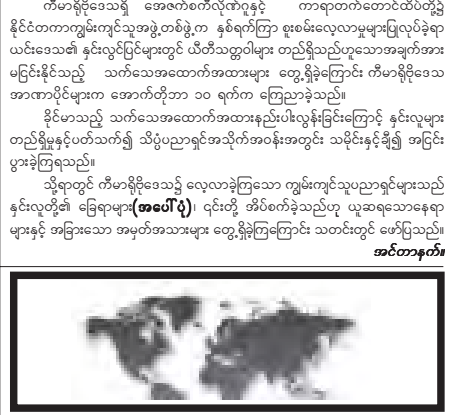 ကီမာရိုဗိုဒေသရှိ အေဇက်စကီလိုဏ်ဂူနှင့် ကာရာတက်တောင်ထိပ်တို့၌
နိုင်ငံတကာကျွမ်းကျင်သူအဖွဲ့တစ်ဖွဲ့က နှစ်ရက်ကြာ စူးစမ်းလေ့လာမှုများပြုလုပ်ခဲ့ရာ
ယင်းဒေသ၏ နှင်းလွင်ပြင်များတွင် ယီတီသတ္တဝါများ တည်ရှိသည်ဟူသောအချက်အား
မငြင်းနိုင်သည့် သက်သေအထောက်အထားများ တွေ့ရှိခဲ့ကြောင်း ကီမာရိုဗိုဒေသ
အာဏာပိုင်များက အောက်တိုဘာ ၁၀ ရက်က ကြေညာခဲ့သည်။
ခိုင်မာသည့် သက်သေအထောက်အထားနည်းပါးလွန်းခြင်းကြောင့် နှင်းလူများ
တည်ရှိမှုနှင့်ပတ်သက်၍ သိပ္ပံပညာရှင်အသိုက်အဝန်းအတွင်း သမိုင်းနှင့်ချီ၍ အငြင်း
ပွားခဲ့ကြရသည်။
သို့ရာတွင် ကီမာရိုဗိုဒေသ၌ လေ့လာခဲ့ကြသော ကျွမ်းကျင်သူပညာရှင်များသည်
နှင်းလူတို့၏ ခြေရာများ(အပေါ်ပုံ)၊ ၎င်းတို့ အိပ်စက်ခဲ့သည်ဟု ယူဆရသောနေရာ
များနှင့် အခြားသော အမှတ်အသားများ တွေ့ရှိခဲ့ကြကြောင်း သတင်းတွင် ဖော်ပြသည်။
အင်တာနက်။